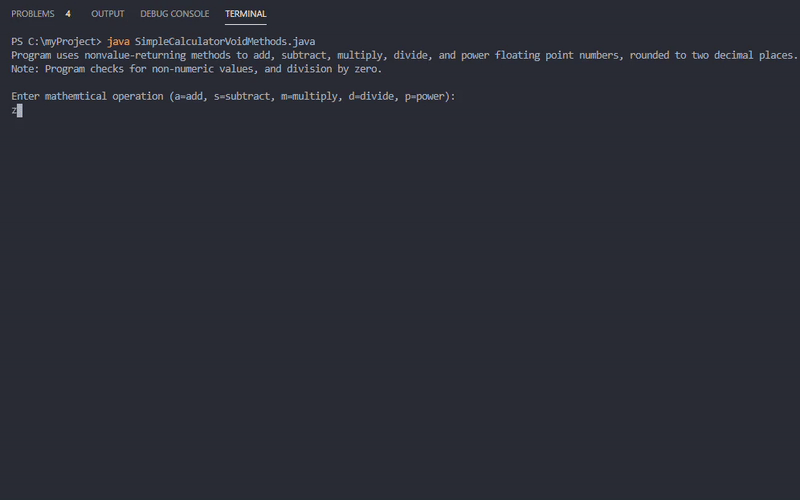 PROBLEMS 4 OUTPUT DEBUG CONSOLE TERMINAL
PS C:\myProject> java SimpleCalculatorVoidMethods.java
Program uses nonvalue-returning methods to add, subtract, multiply, divide, and power floating point numbers, rounded to two decimal places.
Note: Program checks for non-numeric values, and division by zero.
Enter mathemtical operation (a=add, s=subtract, m=multiply, d=divide, p=power):
z